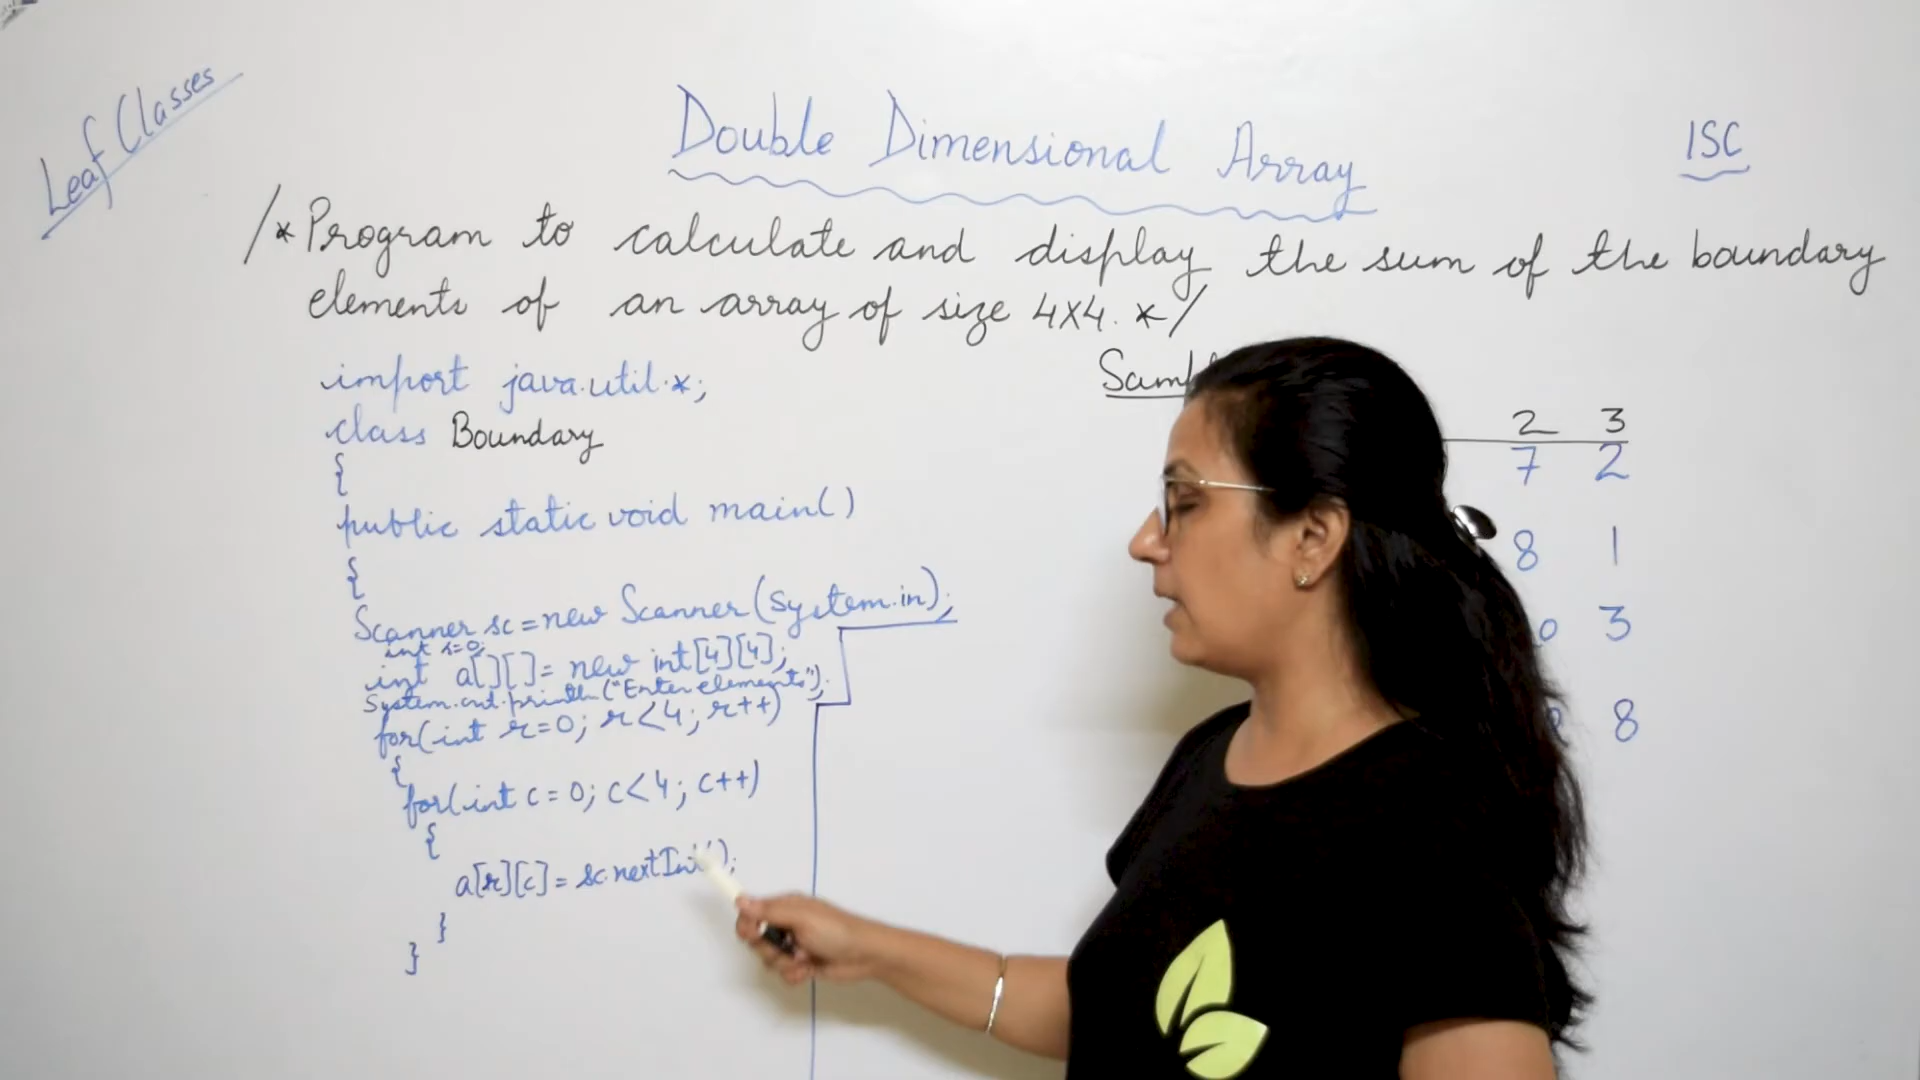 Leaf Classes
Double Dimensional Array
ISC
/*Program to calculate and display the sum of the boundary
elements of an array of size 4X4. */
import java.util.*;
class Boundary
{
public static void main()
{
Scanner sc=new Scanner(System.in);
int s=0;
int a[][]= new int[4][4];
System.out.println("Enter elements");
for(int r=0; r<4; r++)
{
for(int c=0; c<4; c++)
{
a[r][c]= sc.nextInt();
}
}
2 3
7 2
8 1
0 3
8